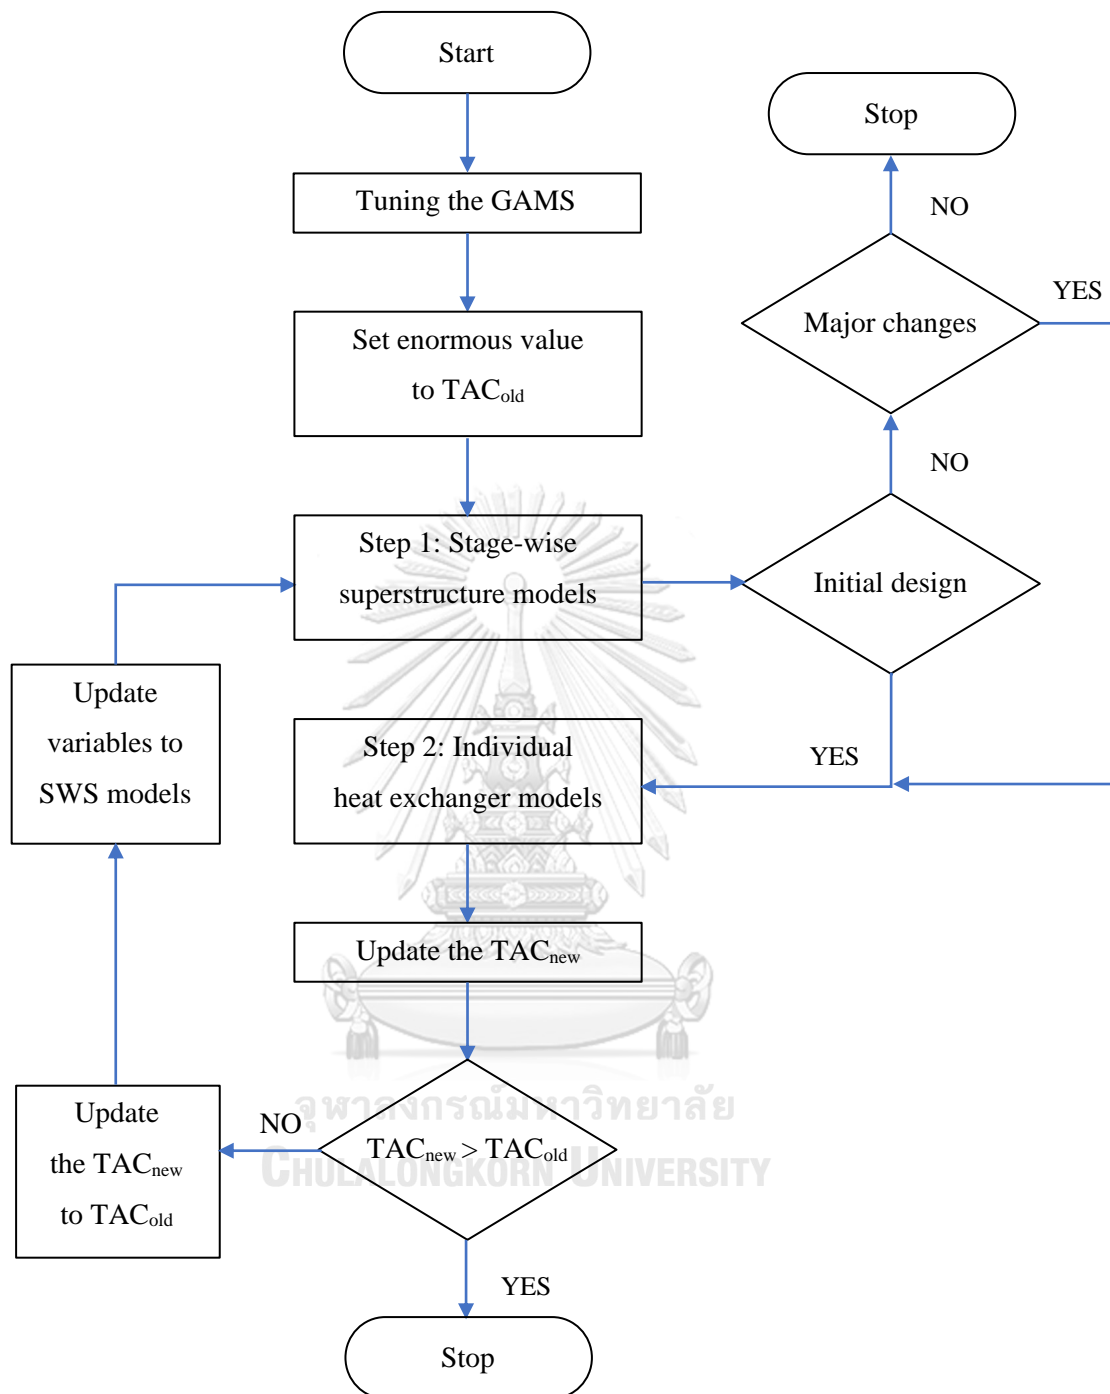 Start
Stop
Tuning the GAMS
NO
YES
Set enormous value
to TACold
Major changes
NO
Step 1: Stage-wise
superstructure models
Initial design
Update
variables to
SWS models
Step 2: Individual
heat exchanger models
YES
Update the TACnew
จุฬาลงกรณ์มหาวิทยาลัย
CHULALONGKORN UNIVERSITY
Update
the TACnew
to TACold
NO
TACnew > TACold
YES
Stop